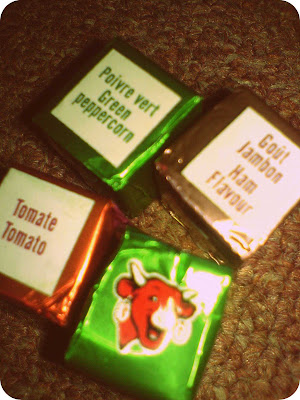 Poivre vert
Green
peppercorn
Goût
Jambon
Ham
Flavour
Tomate
Tomato